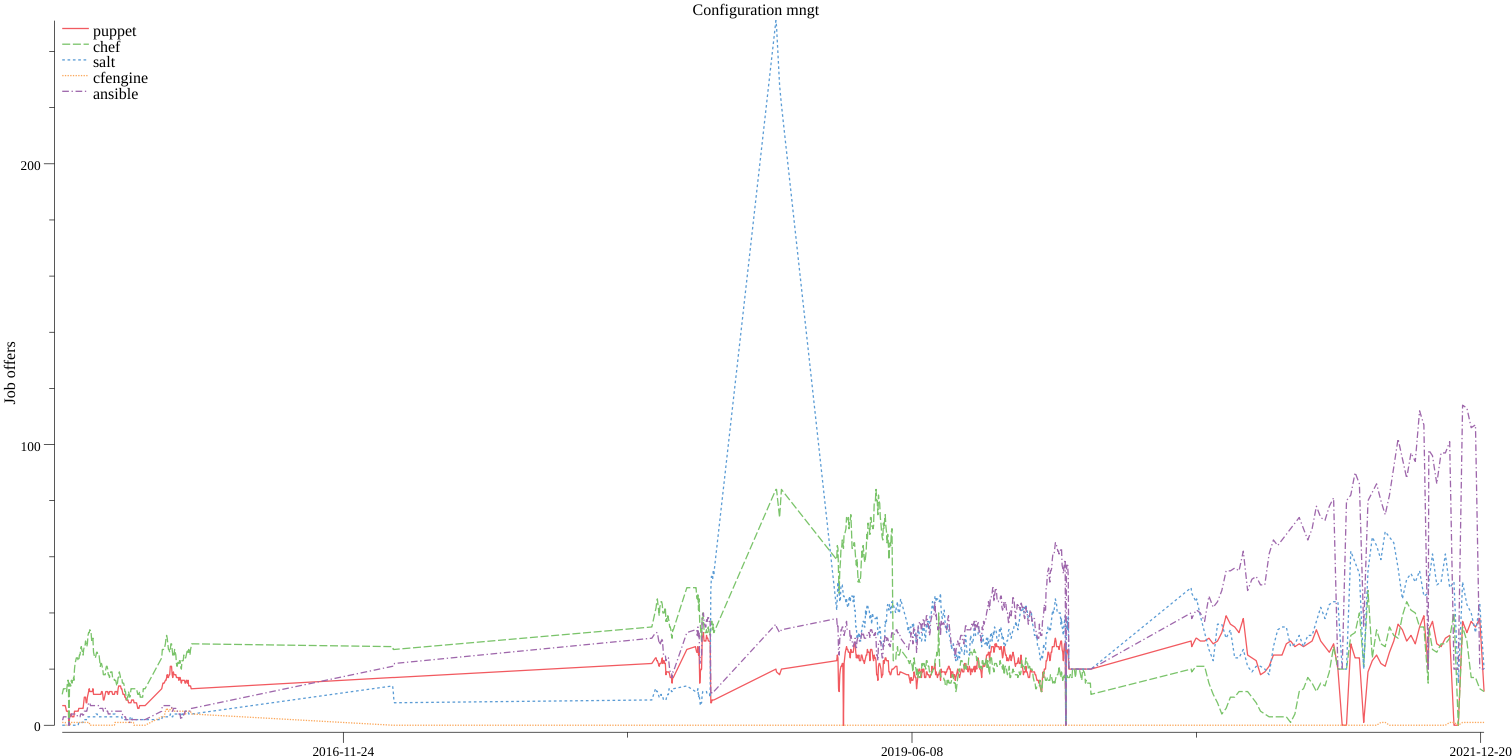 Configuration mngt
puppet
chef
salt
cfengine
ansible
200
100
0
Job offers
2016-11-24
2019-06-08
2021-12-20